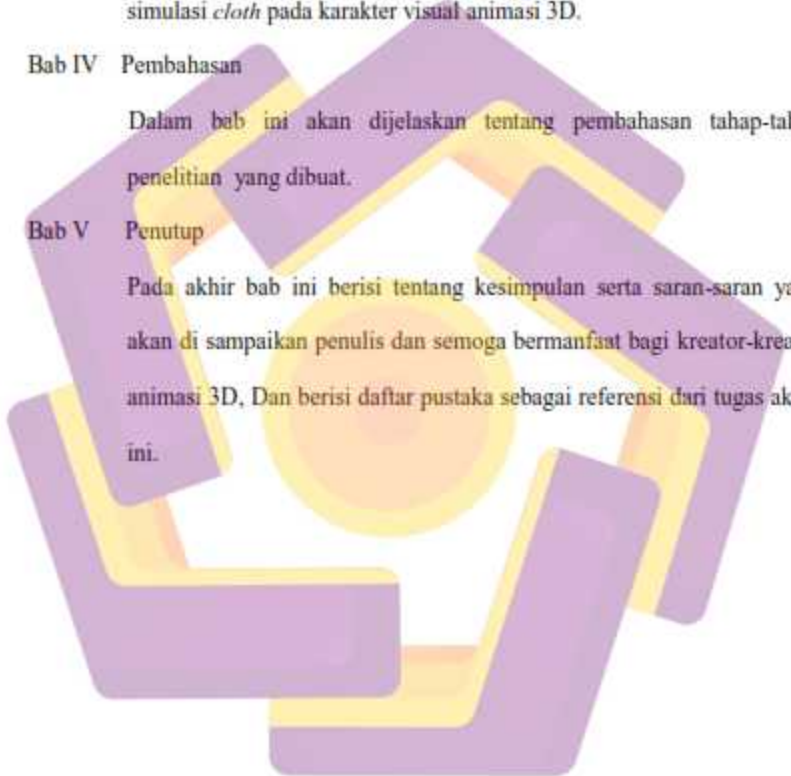 simulasi cloth pada karakter visual animasi 3D.
Bab IV Pembahasan
Dalam bab ini akan dijelaskan tentang pembahasan tahap-tah
penelitian yang dibuat.
Bab V Penutup
Pada akhir bab ini berisi tentang kesimpulan serta saran-saran ya
akan di sampaikan penulis dan semoga bermanfaat bagi kreator-krea
animasi 3D, Dan berisi daftar pustaka sebagai referensi dari tugas ak
ini.